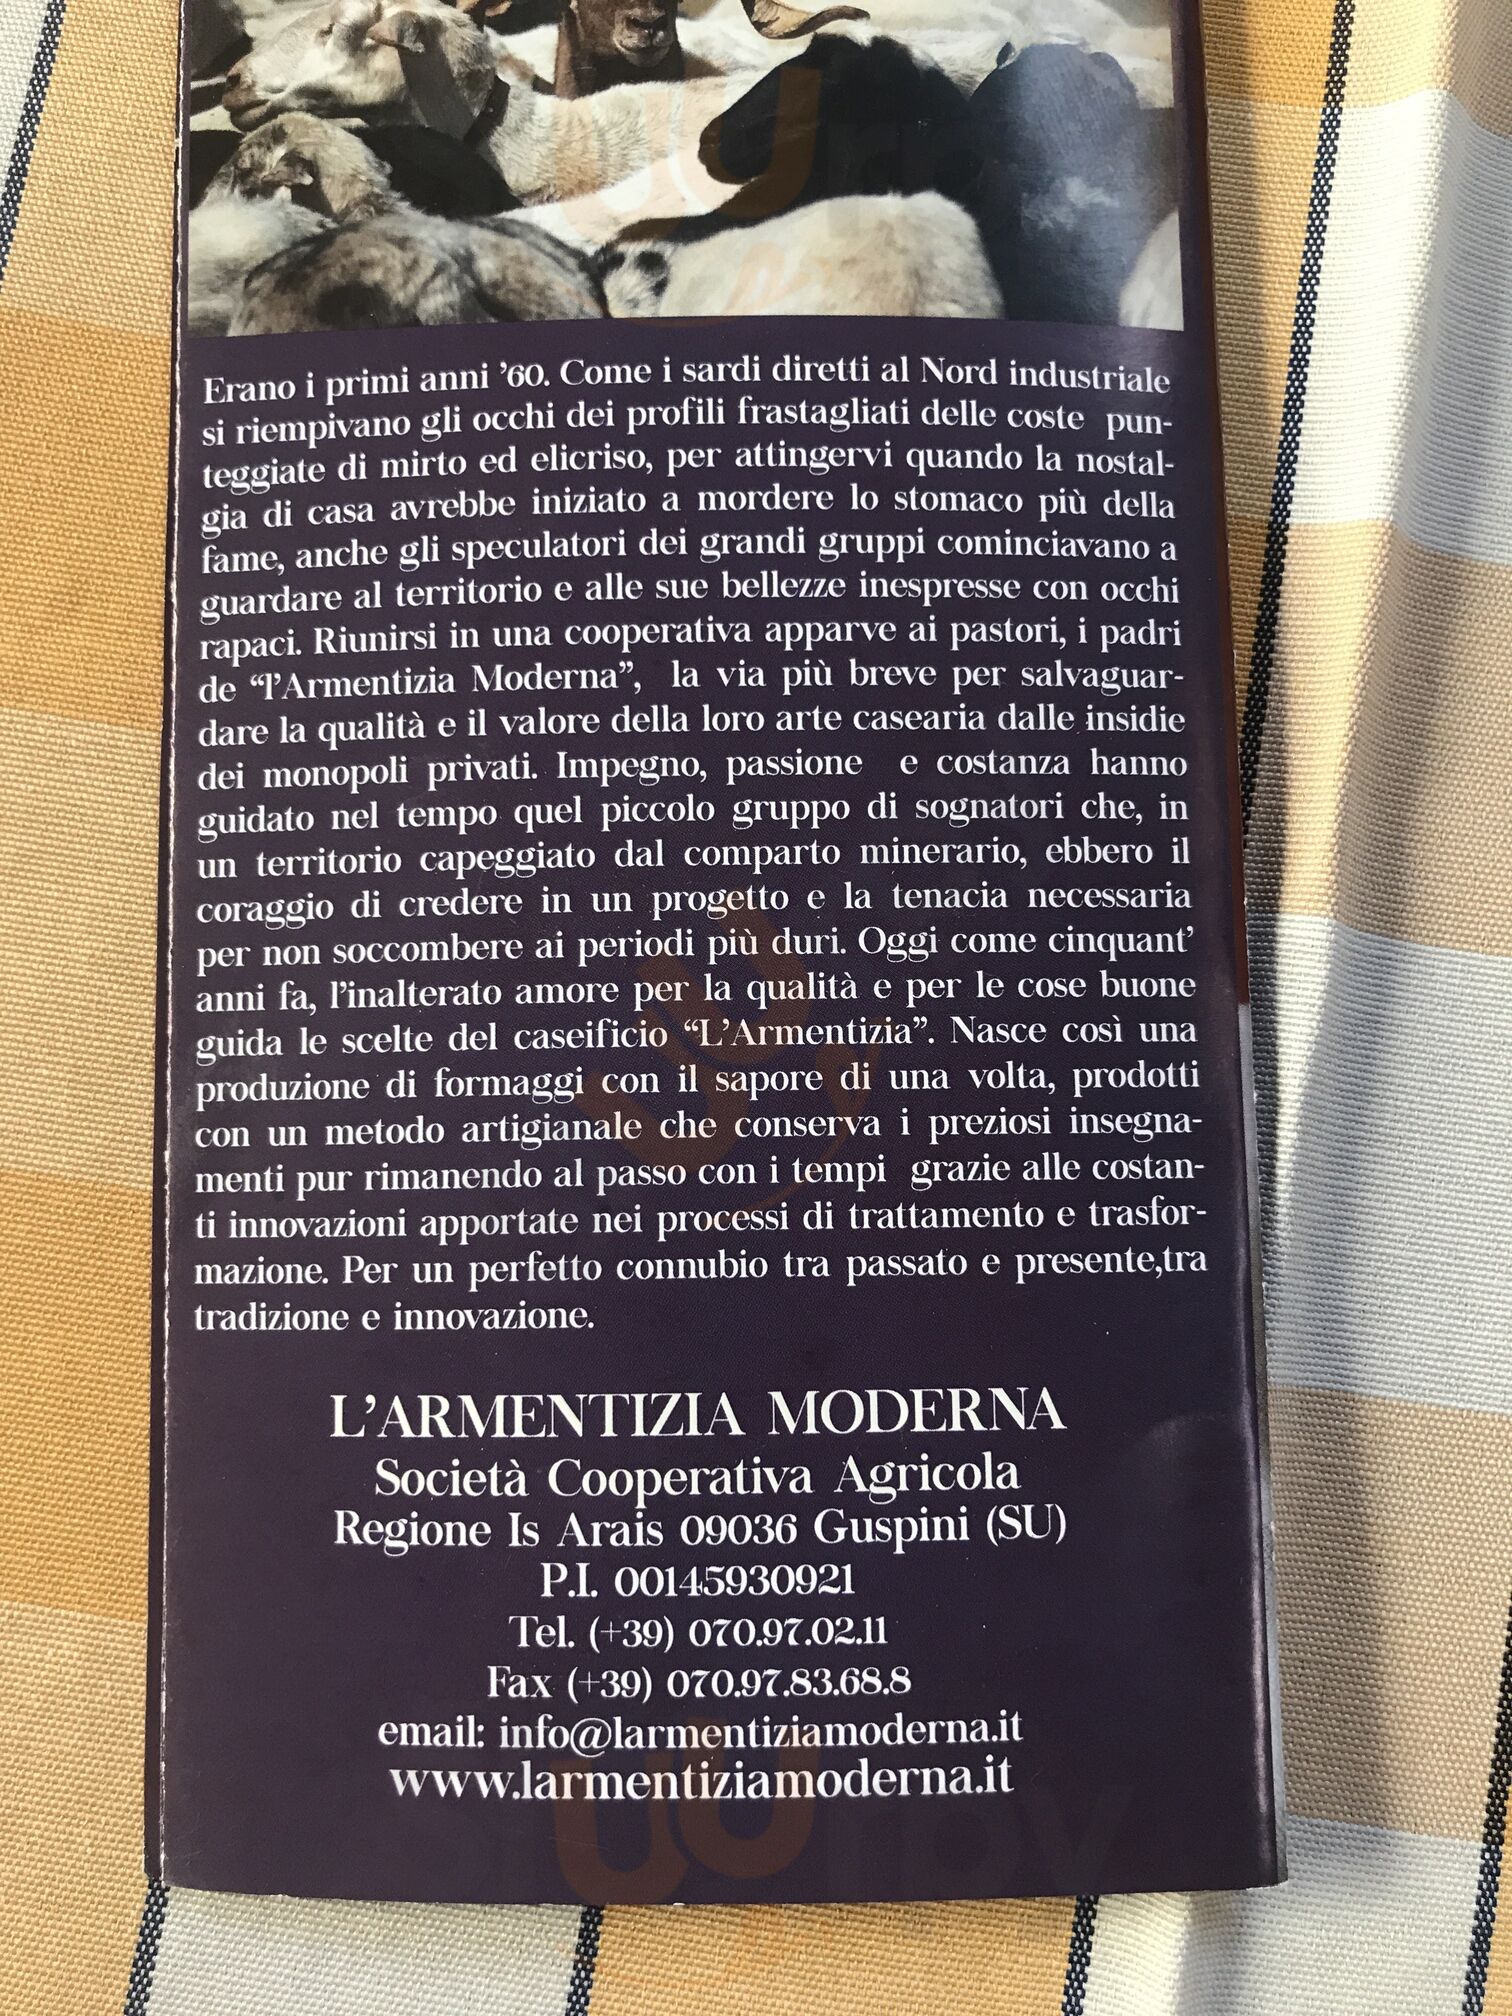 Erano i primi anni '60. Come i sardi diretti al Nord industriale
si riempivano gli occhi dei profili frastagliati delle coste pun-
teggiate di mirto ed elicriso, per attingervi quando la nostal-
gia di casa avrebbe iniziato a mordere lo stomaco più della
fame, anche gli speculatori dei grandi gruppi cominciavano a
guardare al territorio e alle sue bellezze inespresse con occhi
rapaci. Riunirsi in una cooperativa apparve ai pastori, i padri
de “l'Armentizia Moderna”, la via più breve per salvaguar-
dare la qualità e il valore della loro arte casearia dalle insidie
dei monopoli privati. Impegno, passione e costanza hanno
guidato nel tempo quel piccolo gruppo di sognatori che, in
un territorio capeggiato dal comparto minerario, ebbero il
coraggio di credere in un progetto e la tenacia necessaria
per non soccombere ai periodi più duri. Oggi come cinquant'
anni fa, l'inalterato amore per la qualità e per le cose buone
guida le scelte del caseificio “L'Armentizia”. Nasce così una
produzione di formaggi con il sapore di una volta, prodotti
con un metodo artigianale che conserva i preziosi insegna-
menti pur rimanendo al passo con i tempi grazie alle costan-
ti innovazioni apportate nei processi di trattamento e trasfor-
mazione. Per un perfetto connubio tra passato e presente,tra
tradizione e innovazione.
L'ARMENTIZIA MODERNA
Società Cooperativa Agricola
Regione Is Arais 09036 Guspini (SU)
P.I. 00145930921
Tel. (+39) 070.97.02.11
Fax (+39) 070.97.83.68.8
email: info@larmentiziamoderna.it
www.larmentiziamoderna.it